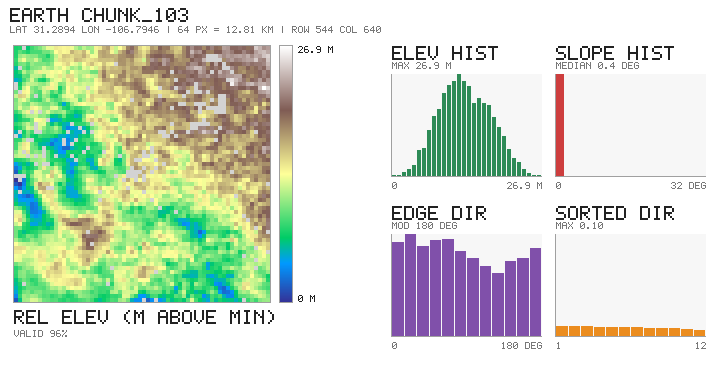 EARTH CHUNK_103
LAT 31.2894 LON -106.7946 | 64 PX = 12.81 KM | ROW 544 COL 640
26.9 M
0 M
REL ELEV (M ABOVE MIN)
VALID 96%
ELEV HIST
MAX 26.9 M
0 26.9 M
SLOPE HIST
MEDIAN 0.4 DEG
0 32 DEG
EDGE DIR
MOD 180 DEG
0 180 DEG
SORTED DIR
MAX 0.10
1 12